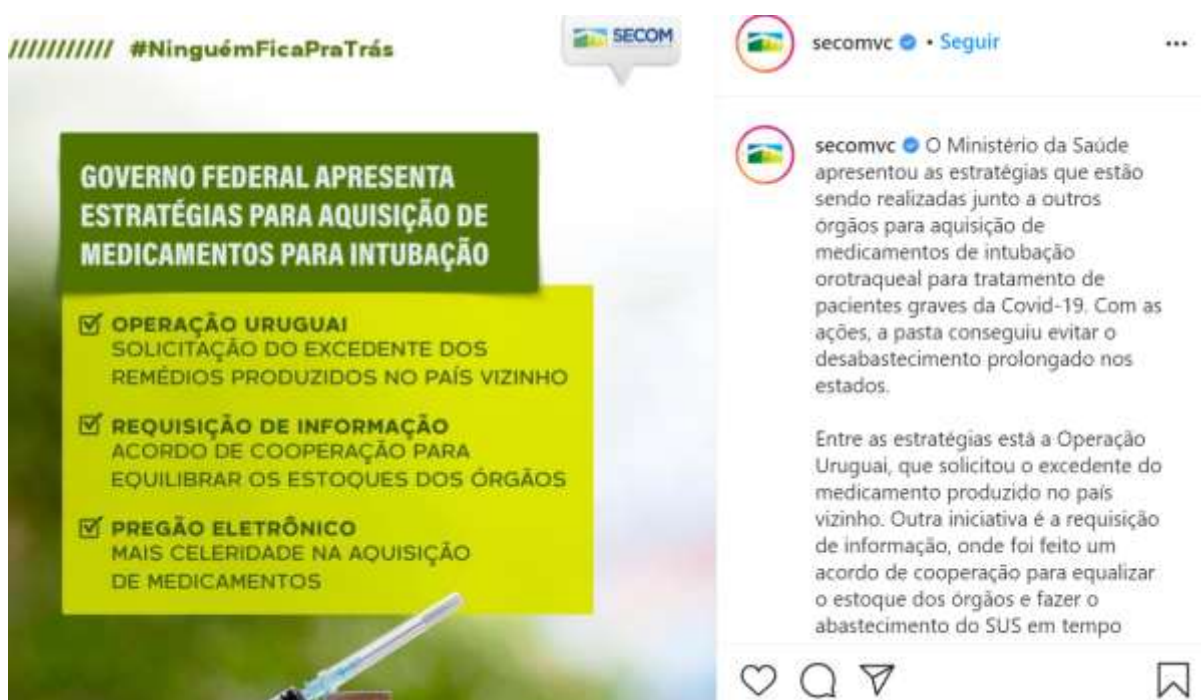 /////////// #NinguémFicaPraTrás
SECOM
GOVERNO FEDERAL APRESENTA
ESTRATÉGIAS PARA AQUISIÇÃO DE
MEDICAMENTOS PARA INTUBAÇÃO
OPERAÇÃO URUGUAI
SOLICITAÇÃO DO EXCEDENTE DOS
REMÉDIOS PRODUZIDOS NO PAÍS VIZINHO
REQUISIÇÃO DE INFORMAÇÃO
ACORDO DE COOPERAÇÃO PARA
EQUILIBRAR OS ESTOQUES DOS ÓRGÃOS
PREGÃO ELETRÔNICO
MAIS CELERIDADE NA AQUISIÇÃO
DE MEDICAMENTOS
secomvc • Seguir
secomvc O Ministério da Saúde
apresentou as estratégias que estão
sendo realizadas junto a outros
órgãos para aquisição de
medicamentos de intubação
orotraqueal para tratamento de
pacientes graves da Covid-19. Com as
ações, a pasta conseguiu evitar o
desabastecimento prolongado nos
estados.
Entre as estratégias está a Operação
Uruguai, que solicitou o excedente do
medicamento produzido no país
vizinho. Outra iniciativa é a requisição
de informação, onde foi feito um
acordo de cooperação para equalizar
o estoque dos órgãos e fazer o
abastecimento do SUS em tempo